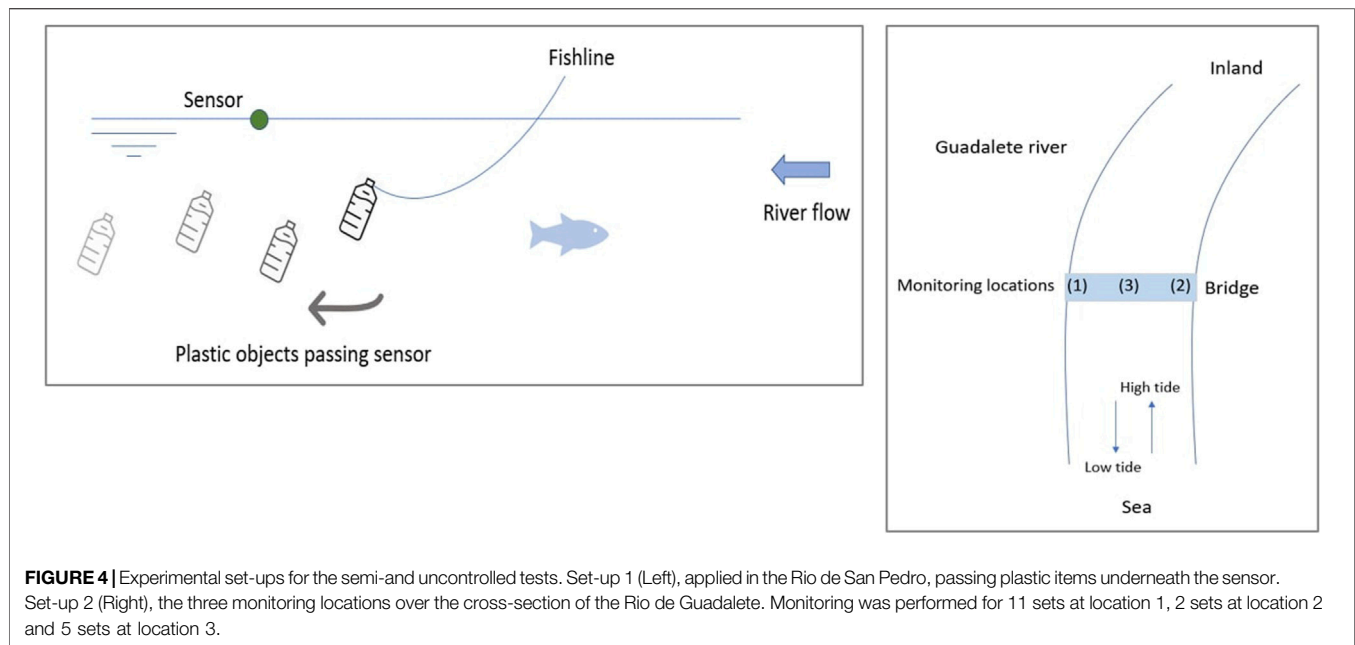 Fishline
Sensor
River flow
Plastic objects passing sensor
Inland
Guadalete river
Monitoring locations (1) (3) (2) Bridge
High tide
Low tide
Sea
FIGURE 4 | Experimental set-ups for the semi-and uncontrolled tests. Set-up 1 (Left), applied in the Rio de San Pedro, passing plastic items underneath the sensor.
Set-up 2 (Right), the three monitoring locations over the cross-section of the Rio de Guadalete. Monitoring was performed for 11 sets at location 1, 2 sets at location 2
and 5 sets at location 3.